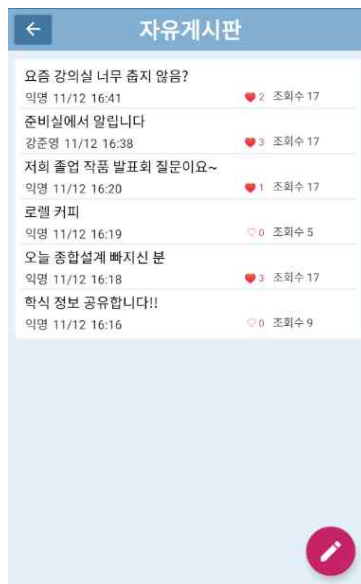 자유게시판
요즘 강의실 너무 춥지 않음?
익명 11/12 16:41 2 조회수 17
준비실에서 알립니다
강준영 11/12 16:38 3 조회수 17
저희 졸업 작품 발표회 질문이요~
익명 11/12 16:20 1 조회수 17
로렐 커피
익명 11/12 16:19 0 조회수 5
오늘 종합설계 빠지신 분
익명 11/12 16:18 3 조회수 17
학식 정보 공유합니다!!
익명 11/12 16:16 0 조회수 9